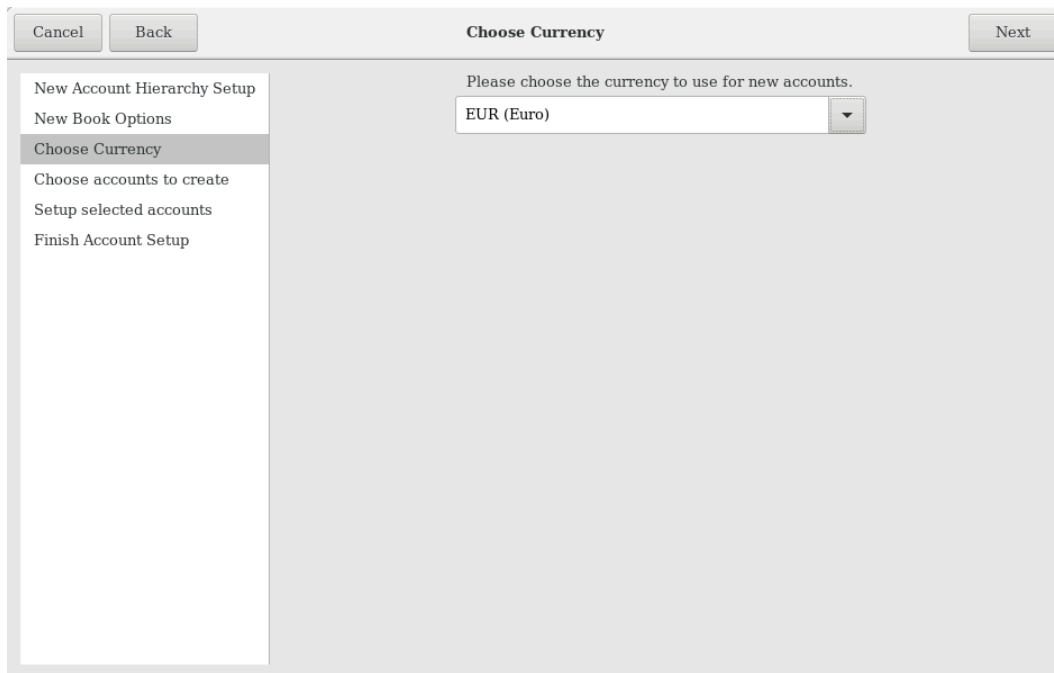 Cancel Back Choose Currency Next
New Account Hierarchy Setup
New Book Options
Choose Currency
Choose accounts to create
Setup selected accounts
Finish Account Setup
Please choose the currency to use for new accounts.
EUR (Euro)